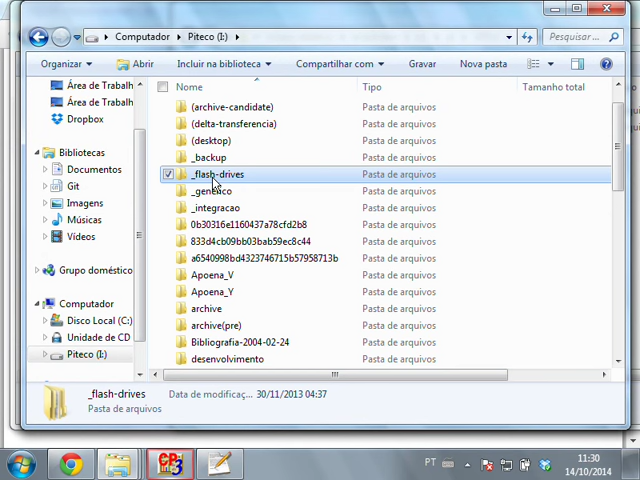 Computador ▸ Piteco (I:) ▸
Pesquisar ...
Organizar
Abrir
Incluir na biblioteca
Compartilhar com
Gravar
Nova pasta
Nome
Tipo
Tamanho total
Área de Trabalh
Área de Trabalh
Dropbox
Bibliotecas
Documentos
Git
Imagens
Músicas
Vídeos
Grupo doméstic
Computador
Disco Local (C:)
Unidade de CD
Piteco (I:)
(archive-candidate) Pasta de arquivos
(delta-transferencia) Pasta de arquivos
(desktop) Pasta de arquivos
_backup Pasta de arquivos
_flash-drives Pasta de arquivos
_generico Pasta de arquivos
_integracao Pasta de arquivos
0b30316e1160437a78cfd2b8 Pasta de arquivos
833d4cb09bb03bab59ec8c44 Pasta de arquivos
a6540998bd4323746715b57958713b Pasta de arquivos
Apoena_V Pasta de arquivos
Apoena_Y Pasta de arquivos
archive Pasta de arquivos
archive(pre) Pasta de arquivos
Bibliografia-2004-02-24 Pasta de arquivos
desenvolvimento Pasta de arquivos
_flash-drives Data de modificaç... 30/11/2013 04:37
Pasta de arquivos
PT
11:30
14/10/2014